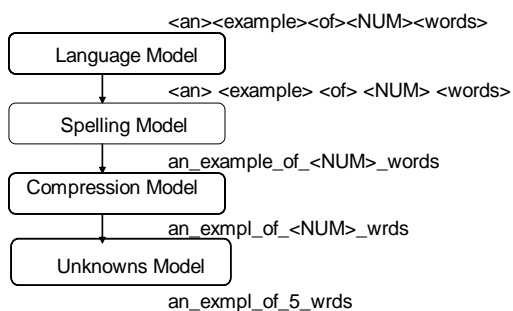 <an><example><of><NUM><words>
Language Model
<an> <example> <of> <NUM> <words>
Spelling Model
an_example_of_<NUM>_words
Compression Model
an_exmpl_of_<NUM>_wrds
Unknowns Model
an_exmpl_of_5_wrds